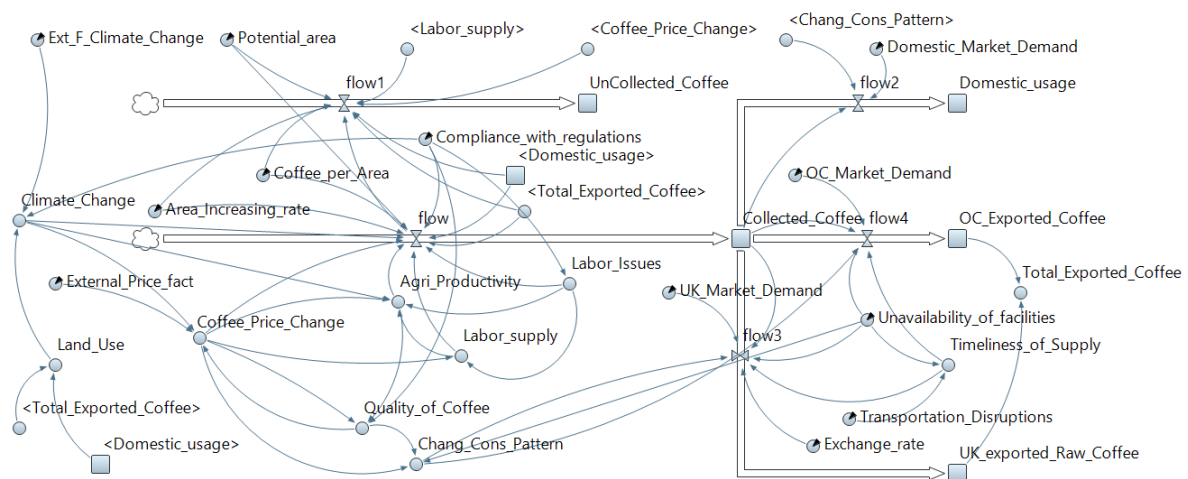 <Chang_Cons_Pattern>
<Labor_supply>
<Coffee_Price_Change>
Ext_F_Climate_Change
Potential_area
Domestic_Market_Demand
flow1
UnCollected_Coffee
flow2
Domestic_usage
Compliance_with_regulations
<Domestic_usage>
Coffee_per_Area
OC_Market_Demand
<Total_Exported_Coffee>
Climate_Change
Area_Increasing_rate
flow
Collected_Coffee
flow4
OC_Exported_Coffee
External_Price_fact
Agri_Productivity
Labor_Issues
UK_Market_Demand
Total_Exported_Coffee
Coffee_Price_Change
Labor_supply
Unavailability_of_facilities
flow3
Timeliness_of_Supply
Land_Use
<Total_Exported_Coffee>
Quality_of_Coffee
Transportation_Disruptions
<Domestic_usage>
Chang_Cons_Pattern
Exchange_rate
UK_exported_Raw_Coffee